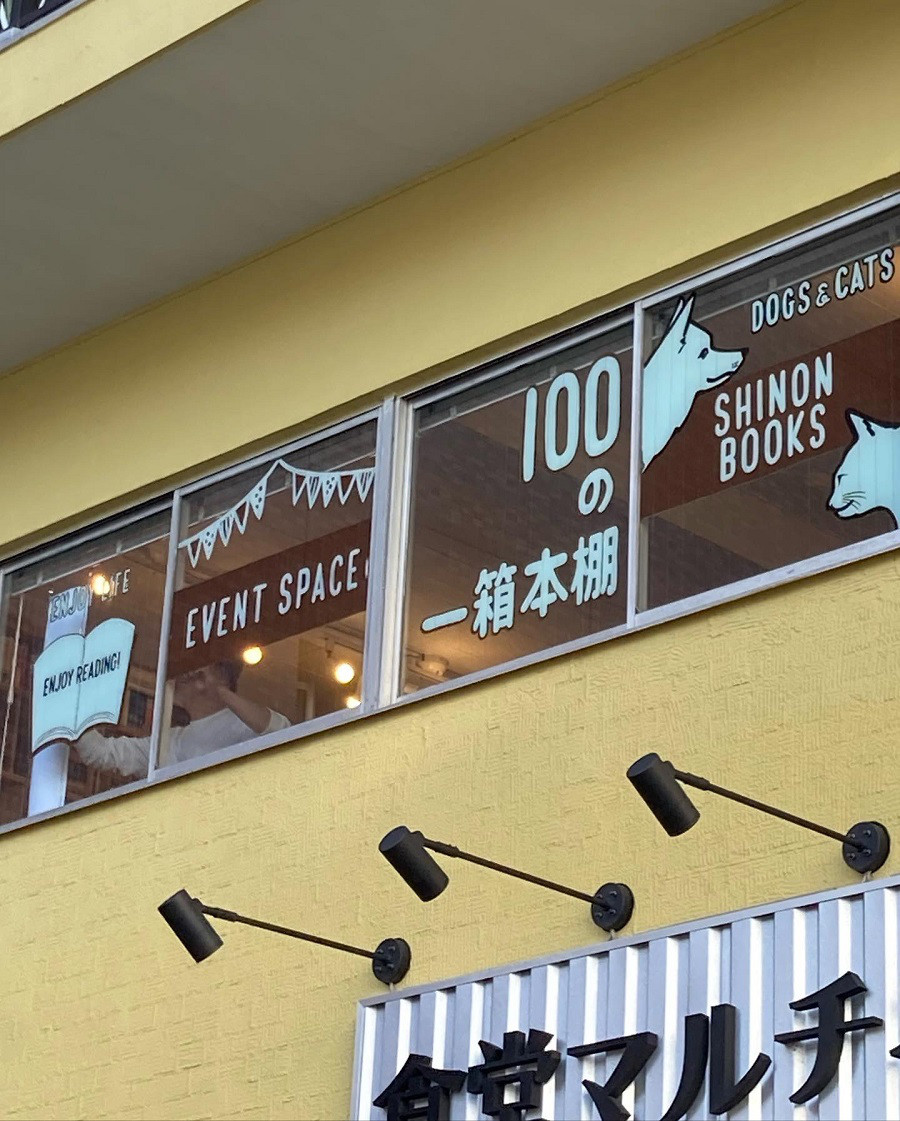 ENJOY LIFE
ENJOY READING!
EVENT SPACE
100
の
一箱本棚
DOGS & CATS
SHINON
BOOKS
食堂マルチ